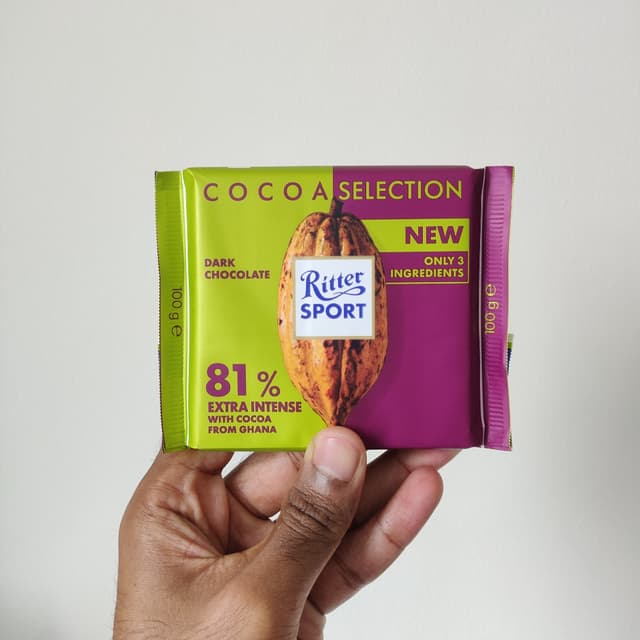 COCOA SELECTION
NEW
ONLY 3
INGREDIENTS
DARK
CHOCOLATE
Ritter
SPORT
81 %
EXTRA INTENSE
WITH COCOA
FROM GHANA
100 g ℮
100 g ℮